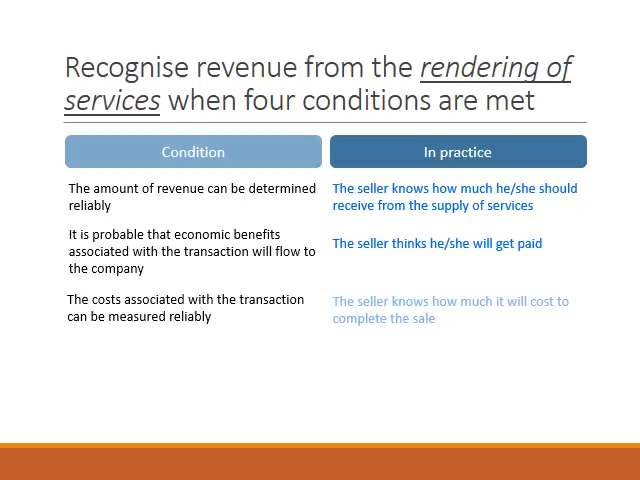 Recognise revenue from the rendering of
services when four conditions are met
Condition
In practice
The amount of revenue can be determined
reliably
The seller knows how much he/she should
receive from the supply of services
It is probable that economic benefits
associated with the transaction will flow to
the company
The seller thinks he/she will get paid
The costs associated with the transaction
can be measured reliably
The seller knows how much it will cost to
complete the sale